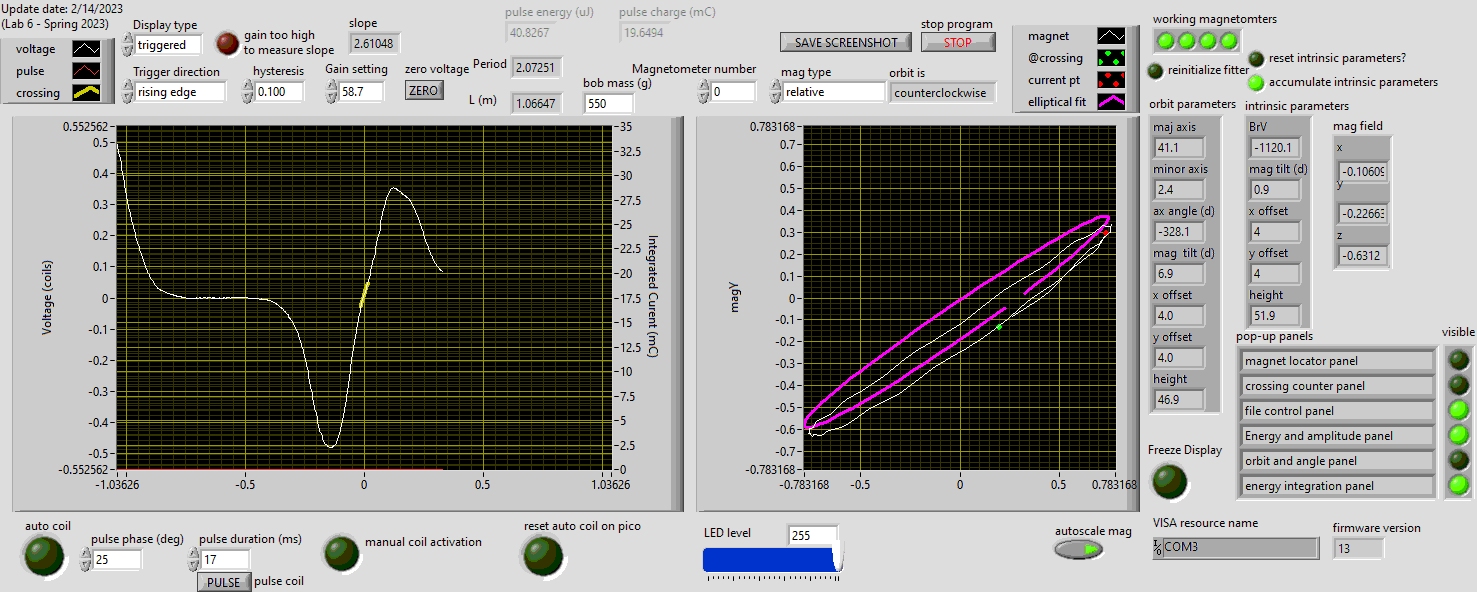 Update date: 2/14/2023
(Lab 6 - Spring 2023)
voltage
pulse
crossing
Display type
triggered
gain too high
to measure slope
slope
2.61048
Trigger direction
rising edge
hysteresis
0.100
Gain setting
58.7
zero voltage
ZERO
pulse energy (uJ)
40.8267
pulse charge (mC)
19.6494
Period
2.07251
L (m)
1.06647
bob mass (g)
550
SAVE SCREENSHOT
stop program
STOP
Magnetometer number
0
mag type
relative
orbit is
counterclockwise
magnet
@crossing
current pt
elliptical fit
working magnetomters
reinitialize fitter
reset intrinsic parameters?
accumulate intrinsic parameters
orbit parameters
maj axis
41.1
minor axis
2.4
ax angle (d)
-328.1
mag tilt (d)
6.9
x offset
4.0
y offset
4.0
height
46.9
intrinsic parameters
BrV
-1120.1
mag tilt (d)
0.9
x offset
4
y offset
4
height
51.9
mag field
x
-0.10609
y
-0.22663
z
-0.6312
Voltage (coils)
0.552562
0.5
0.4
0.3
0.2
0.1
0
-0.1
-0.2
-0.3
-0.4
-0.5
-0.552562
-1.03626
-0.5
0
0.5
1.03626
35
32.5
30
27.5
25
22.5
20
17.5
15
12.5
10
7.5
5
2.5
0
Integrated Curent (mC)
magy
0.783168
0.7
0.6
0.5
0.4
0.3
0.2
0.1
0
-0.1
-0.2
-0.3
-0.4
-0.5
-0.6
-0.7
-0.783168
-0.783168
-0.5
0
0.5
0.783168
pop-up panels
visible
magnet locator panel
crossing counter panel
file control panel
Energy and amplitude panel
orbit and angle panel
energy integration panel
Freeze Display
auto coil
pulse phase (deg)
25
pulse duration (ms)
17
PULSE
pulse coil
manual coil activation
reset auto coil on pico
LED level
255
autoscale mag
VISA resource name
COM3
firmware version
13